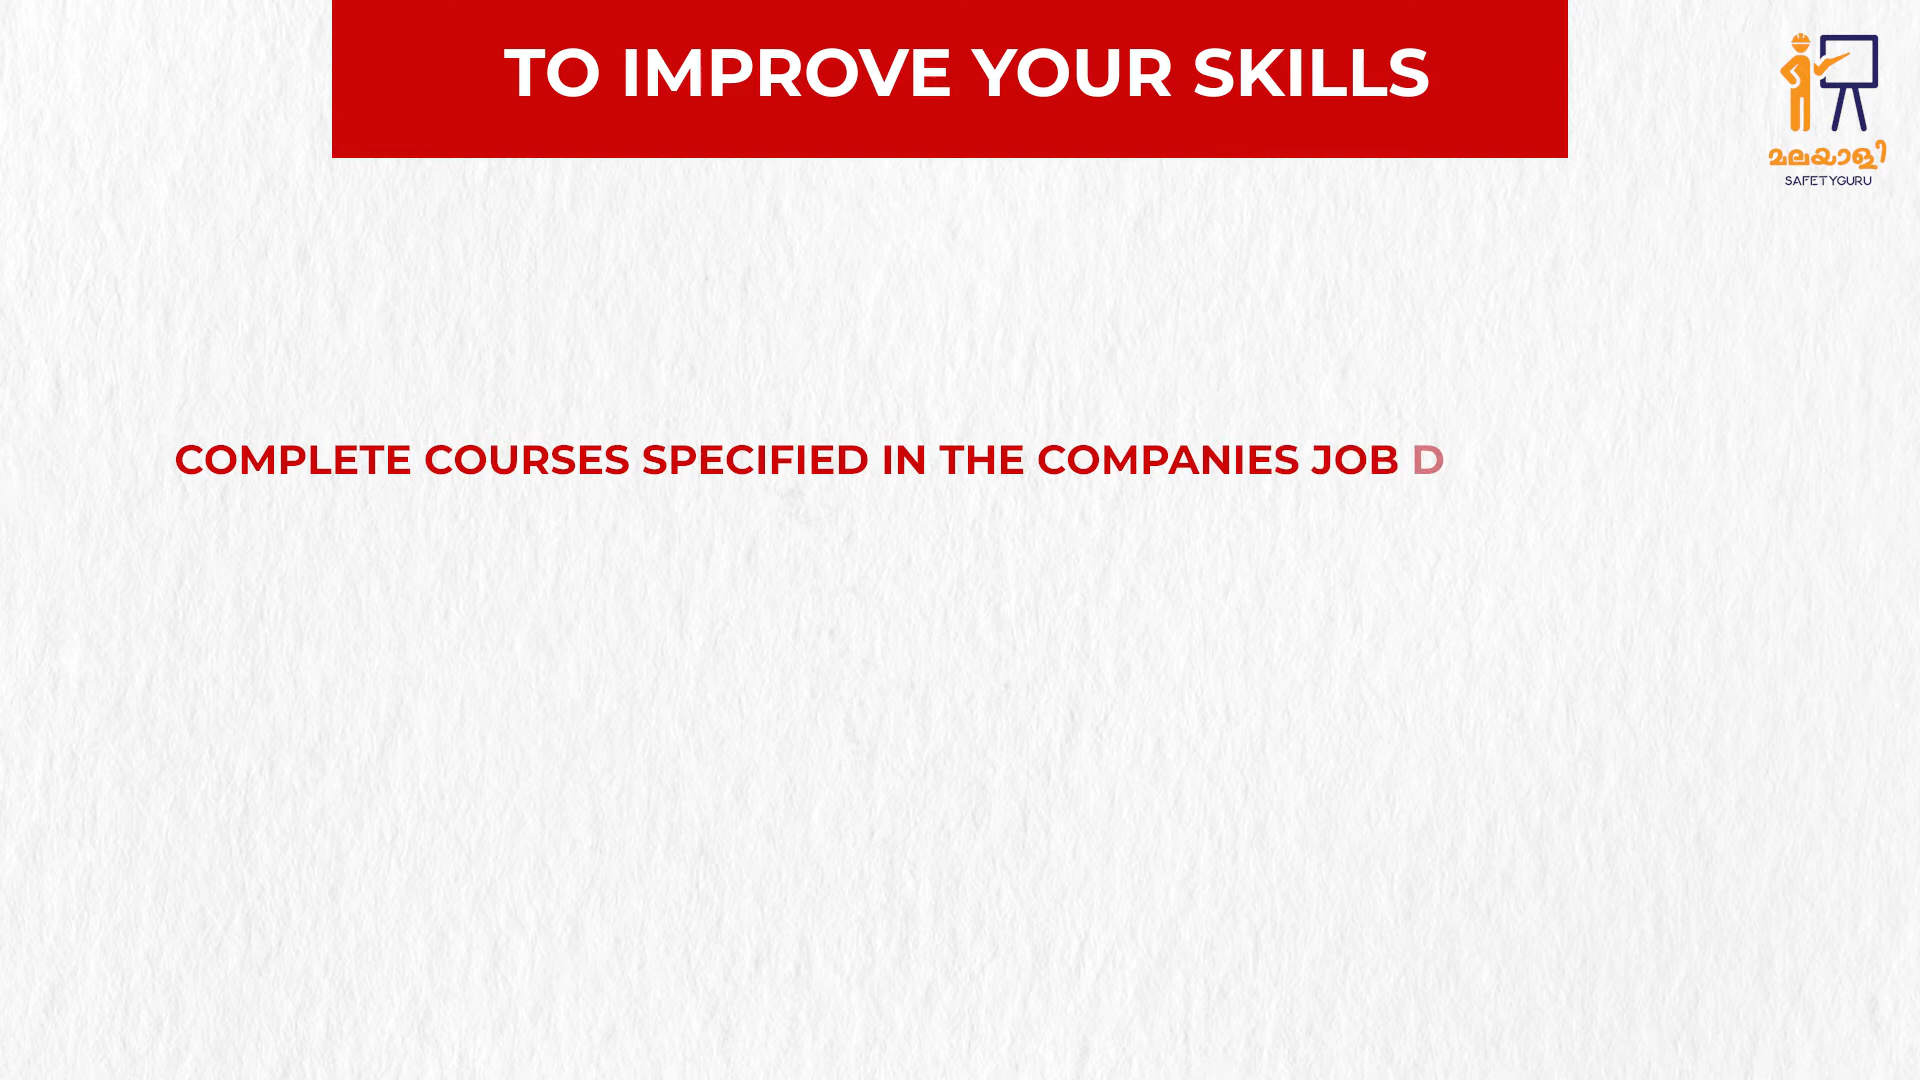 TO IMPROVE YOUR SKILLS
മലയാളി
SAFETYGURU
COMPLETE COURSES SPECIFIED IN THE COMPANIES JOB D